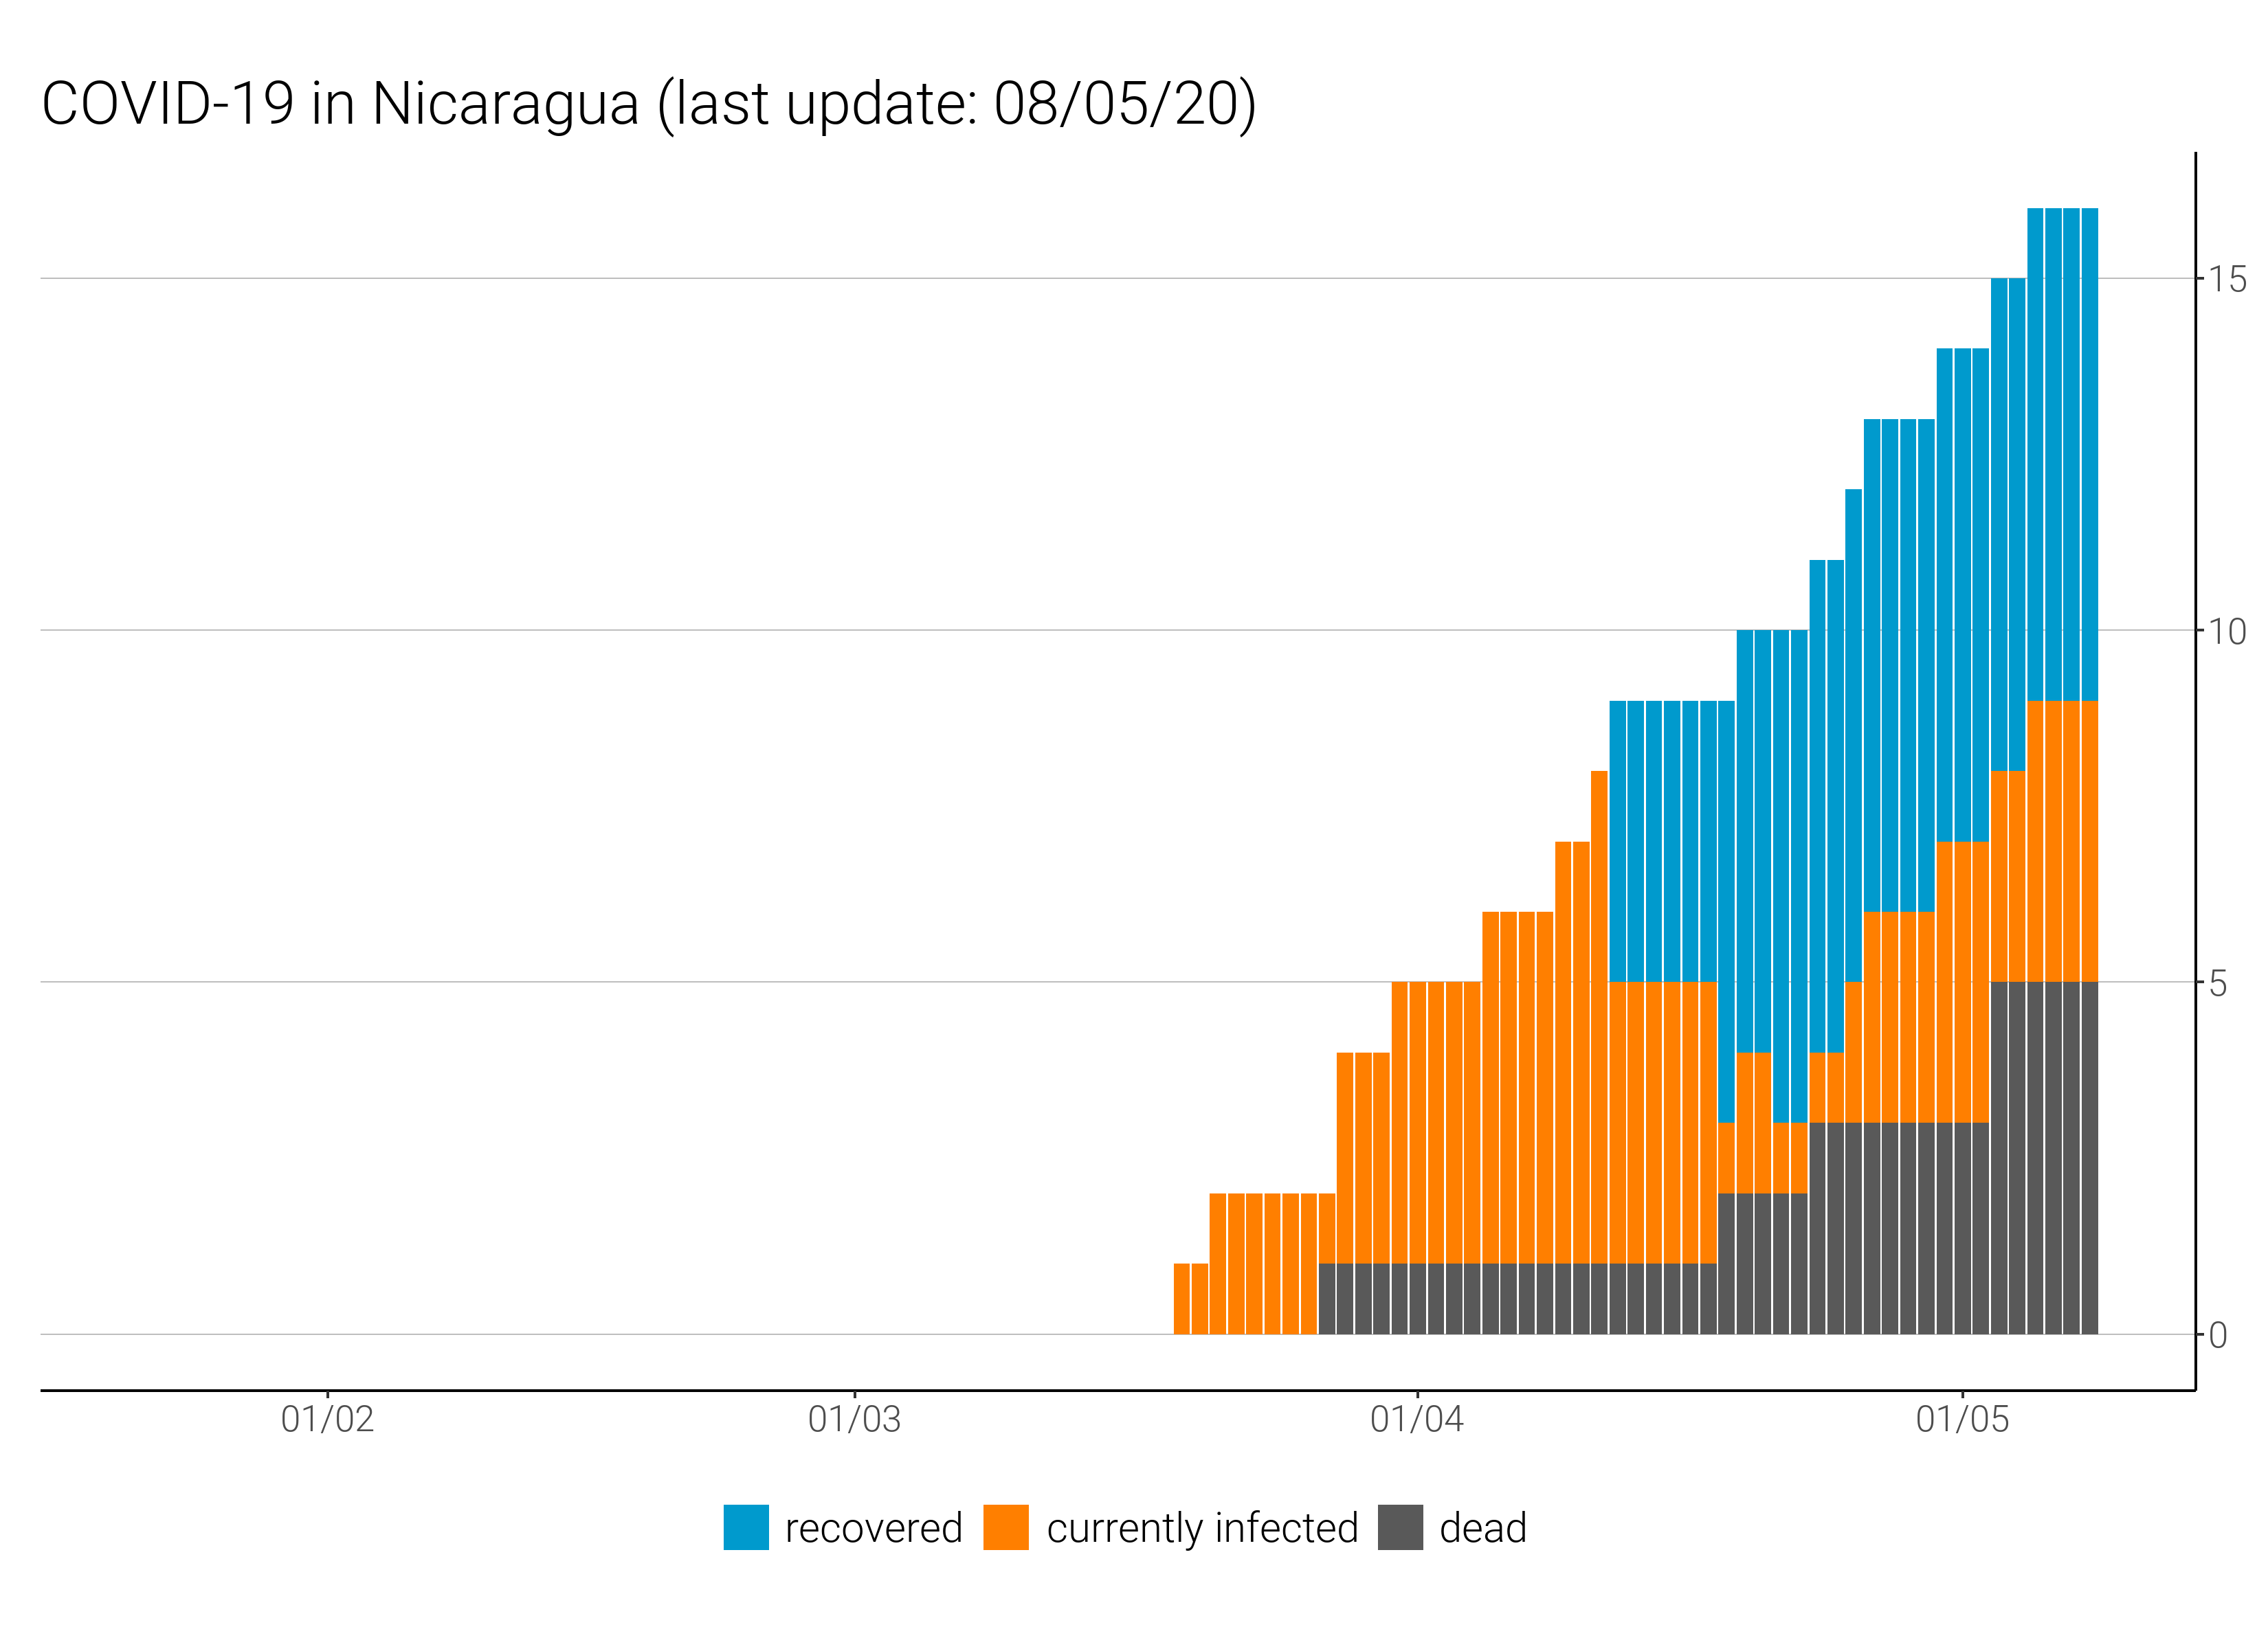 COVID-19 in Nicaragua (last update: 08/05/20)
15
10
5
0
01/02 01/03 01/04 01/05
recovered currently infected dead